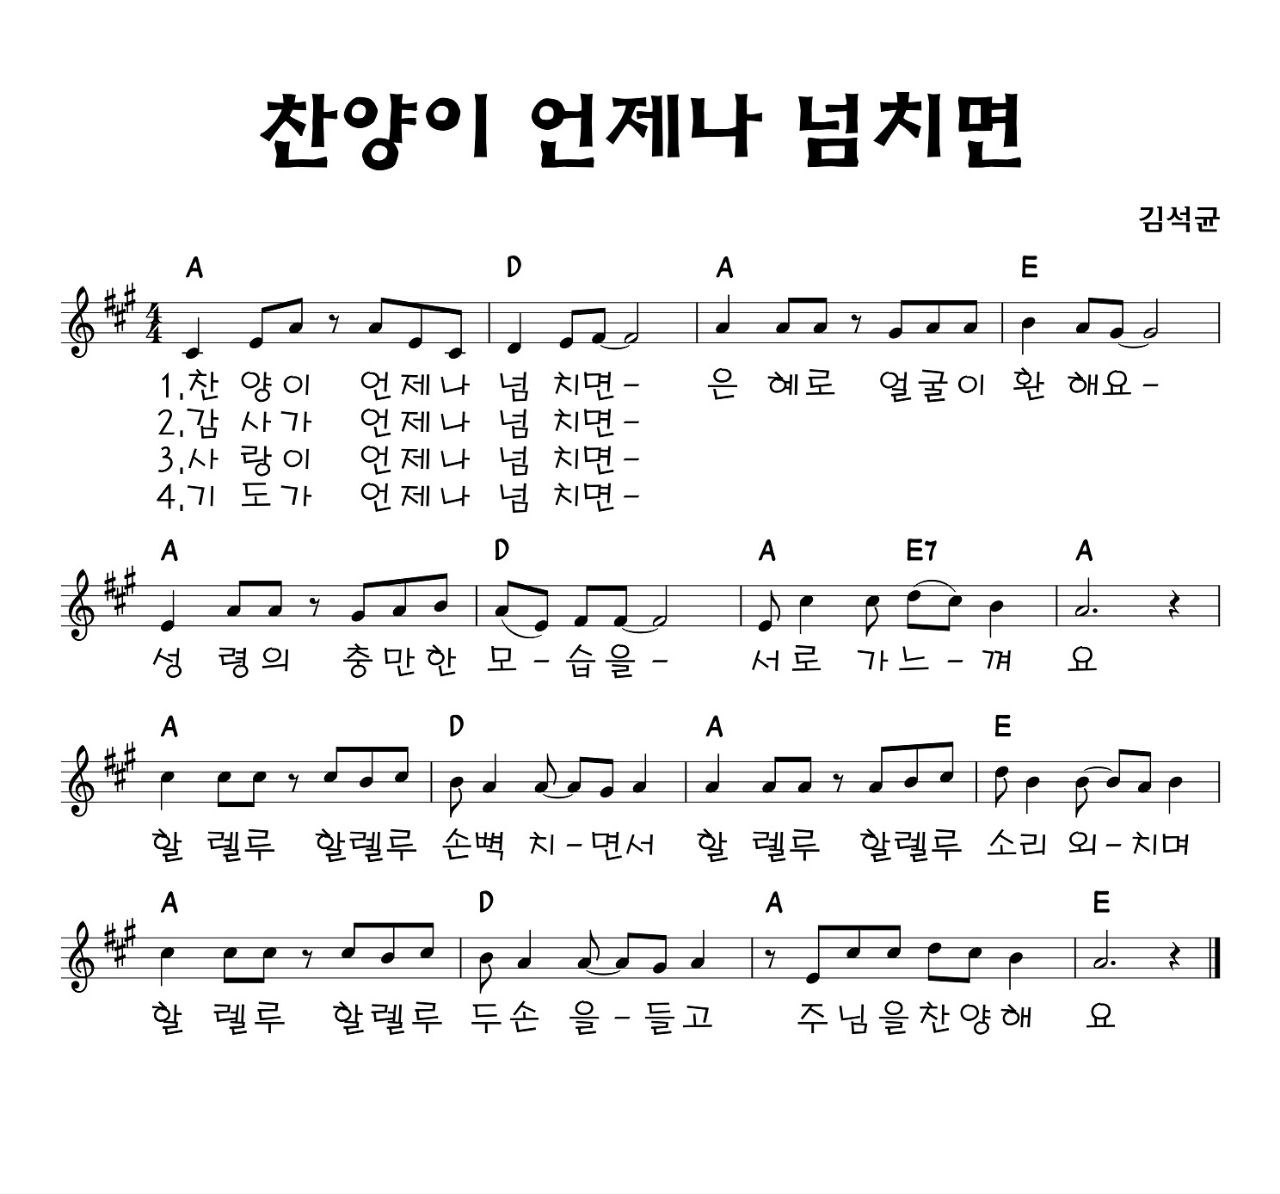 찬양이 언제나 넘치면
김석균
A D A E
1.찬 양이 언제나 넘 치면- 은 혜로 얼굴이 환 해요-
2.감 사가 언제나 넘 치면-
3.사 랑이 언제나 넘 치면-
4.기 도가 언제나 넘 치면-
A D A E7 A
성 령의 충만한 모-습을- 서로 가느-껴 요
A D A E
할 렐루 할렐루 손뼉 치-면서 할 렐루 할렐루 소리 외-치며
A D A E
할 렐루 할렐루 두손 을-들고 주님을찬양해 요